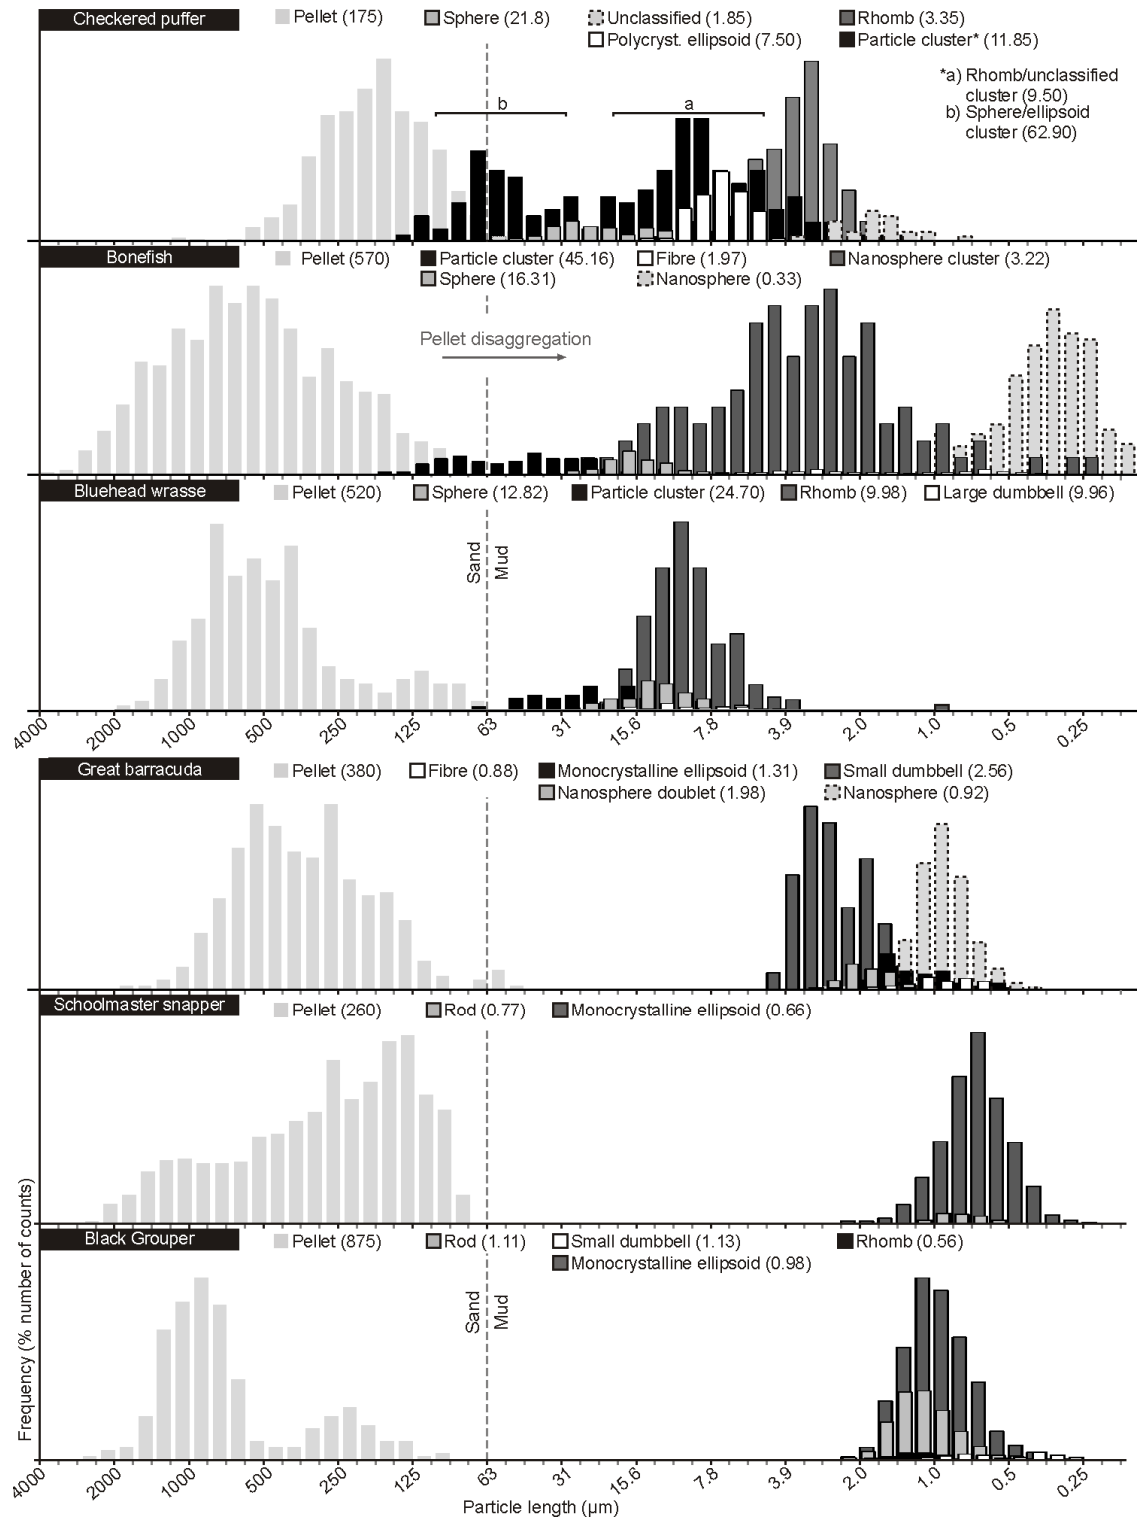 Checkered puffer
Pellet (175)
Sphere (21.8)
Unclassified (1.85)
Rhomb (3.35)
Polycryst. ellipsoid (7.50)
Particle cluster* (11.85)
*a) Rhomb/unclassified
cluster (9.50)
b) Sphere/ellipsoid
cluster (62.90)
b
a
Bonefish
Pellet (570)
Particle cluster (45.16)
Fibre (1.97)
Nanosphere cluster (3.22)
Sphere (16.31)
Nanosphere (0.33)
Pellet disaggregation
Bluehead wrasse
Pellet (520)
Sphere (12.82)
Particle cluster (24.70)
Rhomb (9.98)
Large dumbbell (9.96)
Sand
Mud
4000 2000 1000 500 250 125 63 31 15.6 7.8 3.9 2.0 1.0 0.5 0.25
Great barracuda
Pellet (380)
Fibre (0.88)
Monocrystalline ellipsoid (1.31)
Small dumbbell (2.56)
Nanosphere doublet (1.98)
Nanosphere (0.92)
Schoolmaster snapper
Pellet (260)
Rod (0.77)
Monocrystalline ellipsoid (0.66)
Black Grouper
Pellet (875)
Rod (1.11)
Small dumbbell (1.13)
Rhomb (0.56)
Monocrystalline ellipsoid (0.98)
Sand
Mud
Frequency (% number of counts)
4000 2000 1000 500 250 125 63 31 15.6 7.8 3.9 2.0 1.0 0.5 0.25
Particle length (µm)